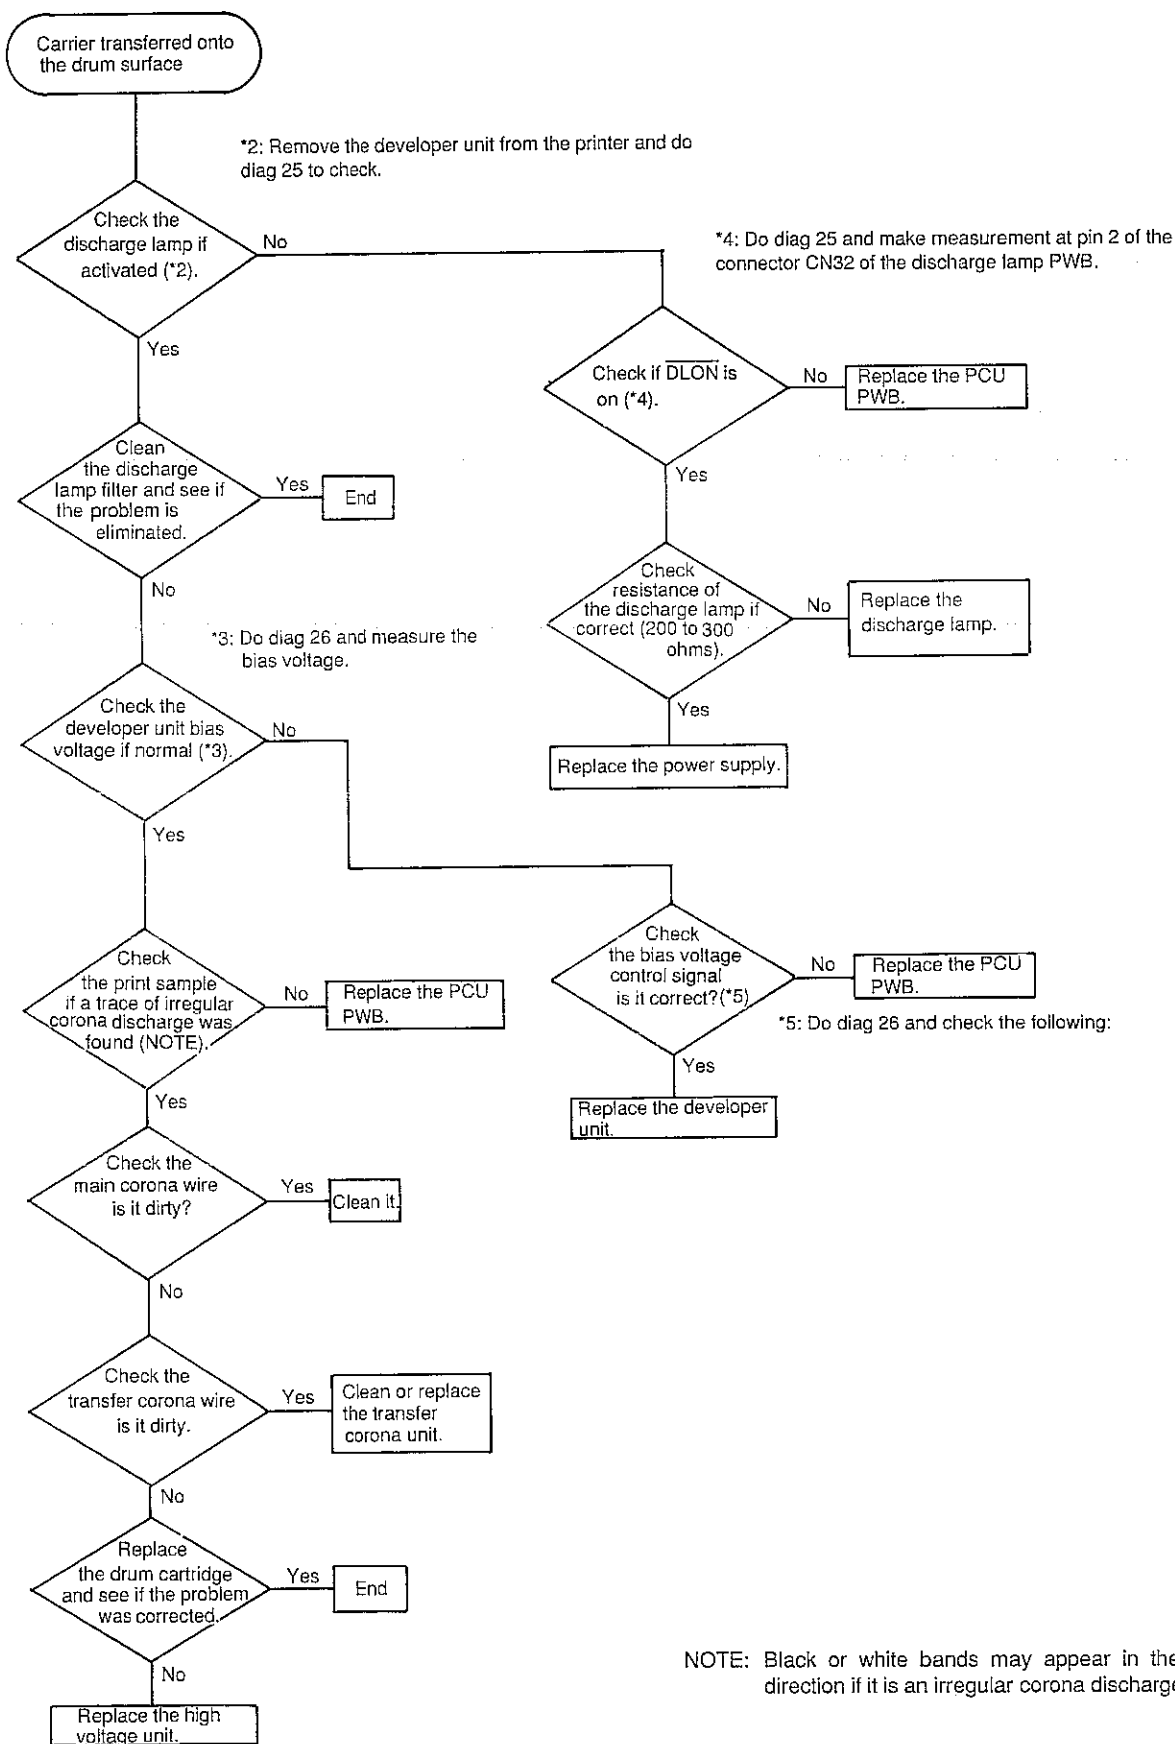 Carrier transferred onto
the drum surface
*2: Remove the developer unit from the printer and do
diag 25 to check.
Check the
discharge lamp if
activated (*2).
No
Yes
*4: Do diag 25 and make measurement at pin 2 of the
connector CN32 of the discharge lamp PWB.
Check if DLON is
on (*4).
No
Replace the PCU
PWB.
Yes
Clean
the discharge
lamp filter and see if
the problem is
eliminated.
Yes
End
No
Check
resistance of
the discharge lamp if
correct (200 to 300
ohms).
No
Replace the
discharge lamp.
Yes
Replace the power supply.
*3: Do diag 26 and measure the
bias voltage.
Check the
developer unit bias
voltage if normal (*3).
No
Yes
Check
the bias voltage
control signal
is it correct?(*5)
No
Replace the PCU
PWB.
*5: Do diag 26 and check the following:
Yes
Replace the developer
unit.
Check
the print sample
if a trace of irregular
corona discharge was
found (NOTE).
No
Replace the PCU
PWB.
Yes
Check the
main corona wire
is it dirty?
Yes
Clean it.
No
Check the
transfer corona wire
is it dirty.
Yes
Clean or replace
the transfer
corona unit.
No
Replace
the drum cartridge
and see if the problem
was corrected.
Yes
End
No
Replace the high
voltage unit.
NOTE: Black or white bands may appear in the
direction if it is an irregular corona discharge